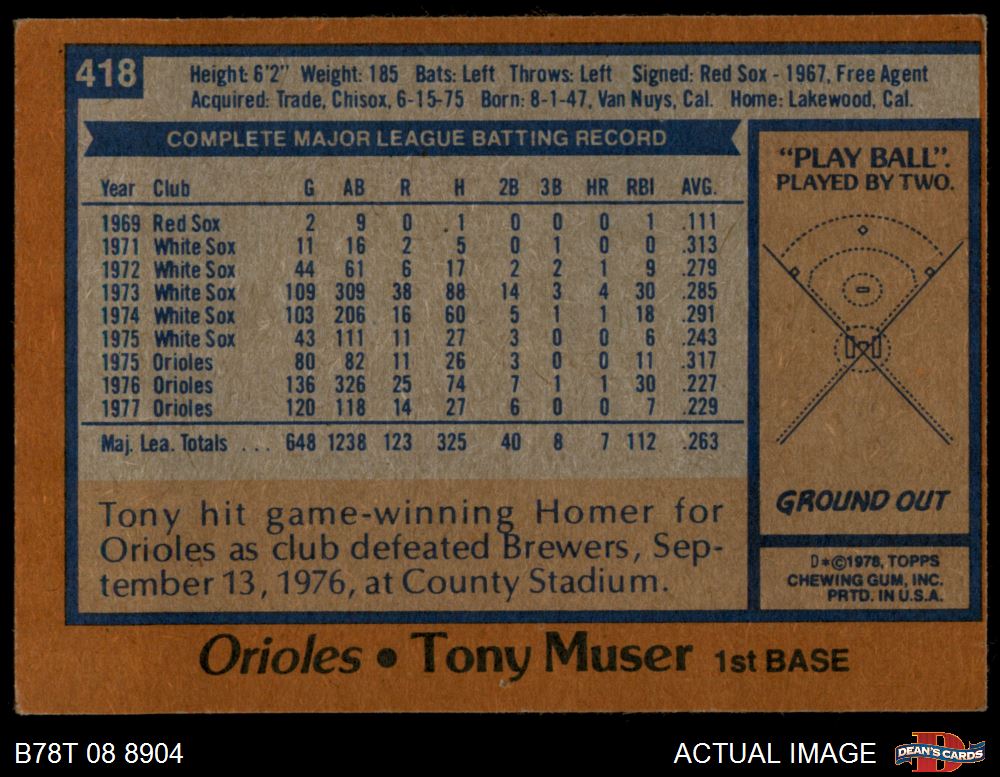 418
Height: 6'2" Weight: 185 Bats: Left Throws: Left Signed: Red Sox - 1967, Free Agent
Acquired: Trade, Chisox, 6-15-75 Born: 8-1-47, Van Nuys, Cal. Home: Lakewood, Cal.
COMPLETE MAJOR LEAGUE BATTING RECORD
Year Club G AB R H 2B 3B HR RBI AVG.
1969 Red Sox 2 9 0 1 0 0 0 1 .111
1971 White Sox 11 16 2 5 0 1 0 0 .313
1972 White Sox 44 61 6 17 2 2 1 9 .279
1973 White Sox 109 309 38 88 14 3 4 30 .285
1974 White Sox 103 206 16 60 5 1 1 18 .291
1975 White Sox 43 111 11 27 3 0 0 6 .243
1975 Orioles 80 82 11 26 3 0 0 11 .317
1976 Orioles 136 326 25 74 7 1 1 30 .227
1977 Orioles 120 118 14 27 6 0 0 7 .229
Maj. Lea. Totals . . . 648 1238 123 325 40 8 7 112 .263
Tony hit game-winning Homer for
Orioles as club defeated Brewers, Sep-
tember 13, 1976, at County Stadium.
"PLAY BALL".
PLAYED BY TWO.
GROUND OUT
D*©1978, TOPPS
CHEWING GUM, INC.
PRTD. IN U.S.A.
Orioles • Tony Muser 1st BASE
B78T 08 8904
ACTUAL IMAGE
D
DEAN'S CARDS